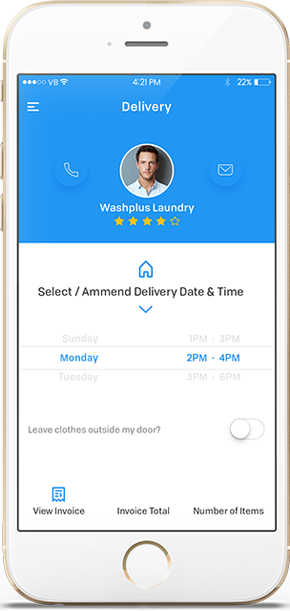 VB 4:21 PM 22%
Delivery
Washplus Laundry
Select / Ammend Delivery Date & Time
Sunday 1PM - 3PM
Monday 2PM - 4PM
Tuesday 3PM - 6PM
Leave clothes outside my door?
View Invoice Invoice Total Number of Items